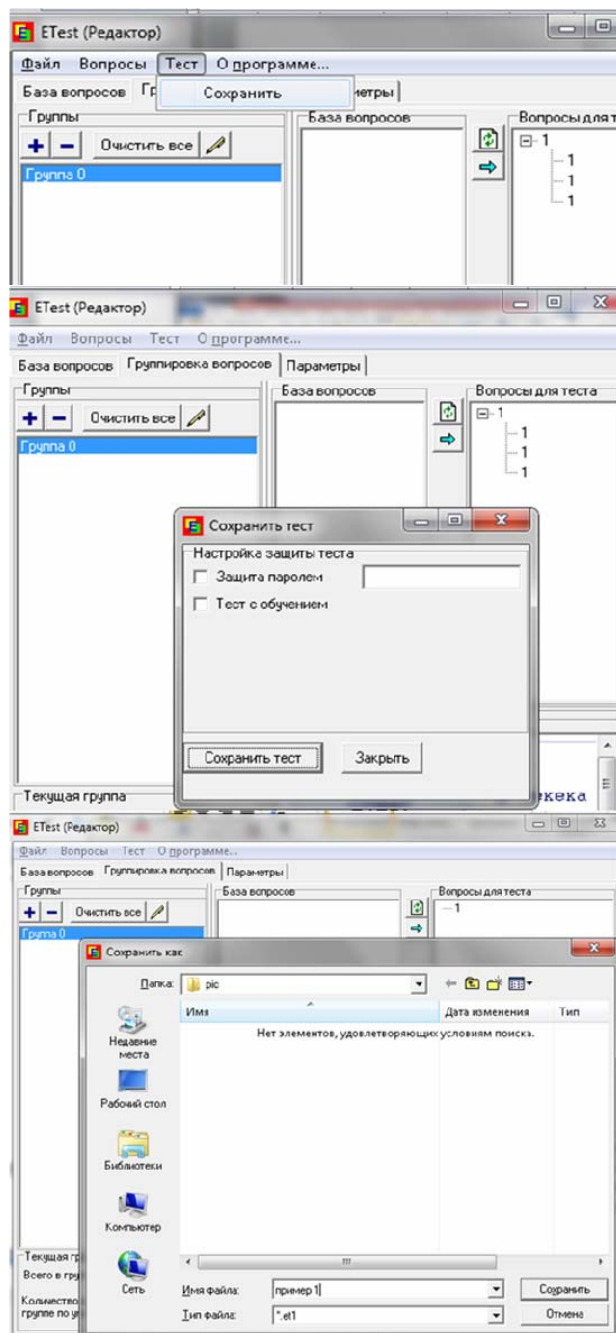 ETest (Редактор)
Файл Вопросы Тест О программе...
База вопросов Сохранить
Группы База вопросов
Очистить все 1
Группа 0 1
1
1
ETest (Редактор)
Файл Вопросы Тест О программе...
База вопросов Группировка вопросов Параметры
Группы База вопросов Вопросы для теста
Очистить все 1
Группа 0 1
1
1
Сохранить тест
Настройка защиты теста
Защита паролем
Тест с обучением
Сохранить тест Закрыть
Текущая группа
ETest (Редактор)
Файл Вопросы Тест О программе...
База вопросов Группировка вопросов Параметры
Группы База вопросов Вопросы для теста
Очистить все 1
Группа 0
Сохранить как
Папка: pic
Имя Дата изменения Тип
Нет элементов, удовлетворяющих условиям поиска.
Недавние места
Рабочий стол
Библиотеки
Компьютер
Сеть
Текущая
Всего в
Количество
группе по
Имя файла: пример 1 Сохранить
Тип файла: *.et1 Отмена